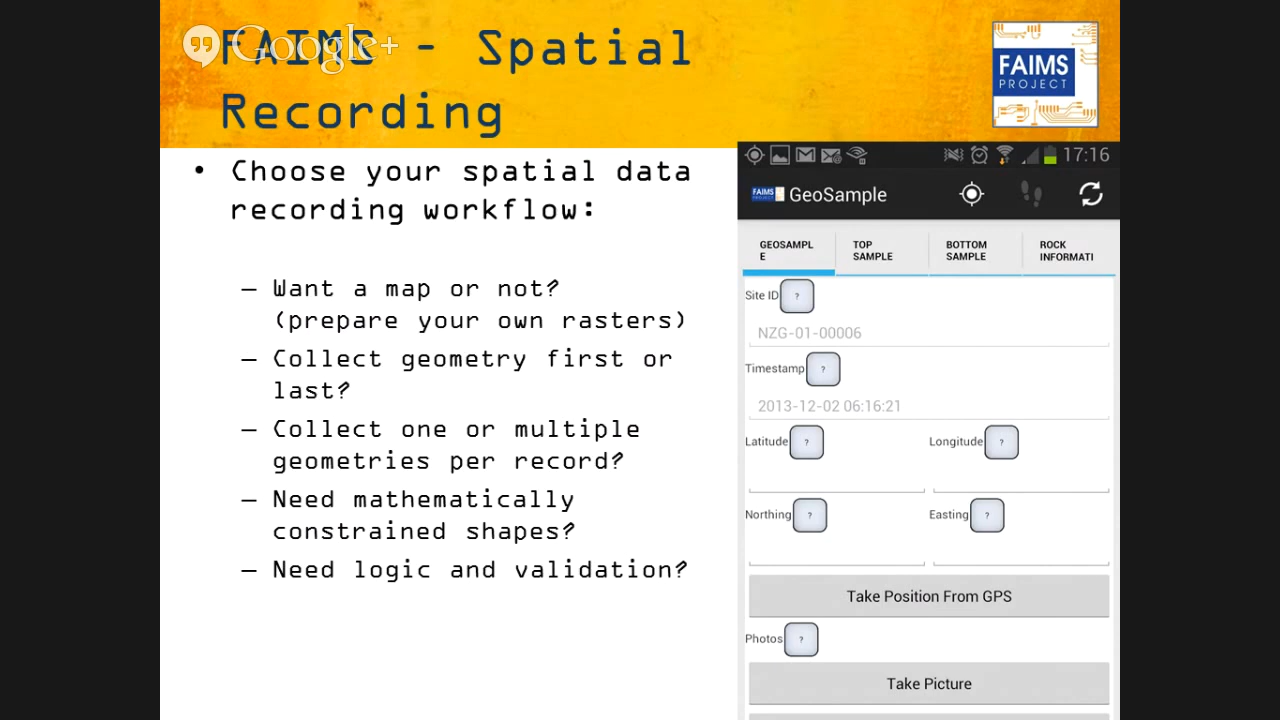 FAIMS - Spatial
Recording
Google+
FAIMS
PROJECT
• Choose your spatial data
recording workflow:
– Want a map or not?
(prepare your own rasters)
– Collect geometry first or
last?
– Collect one or multiple
geometries per record?
– Need mathematically
constrained shapes?
– Need logic and validation?
17:16
FAIMS GeoSample
GEOSAMPL
E
TOP
SAMPLE
BOTTOM
SAMPLE
ROCK
INFORMATI
Site ID ?
NZG-01-00006
Timestamp ?
2013-12-02 06:16:21
Latitude ? Longitude ?
Northing ? Easting ?
Take Position From GPS
Photos ?
Take Picture